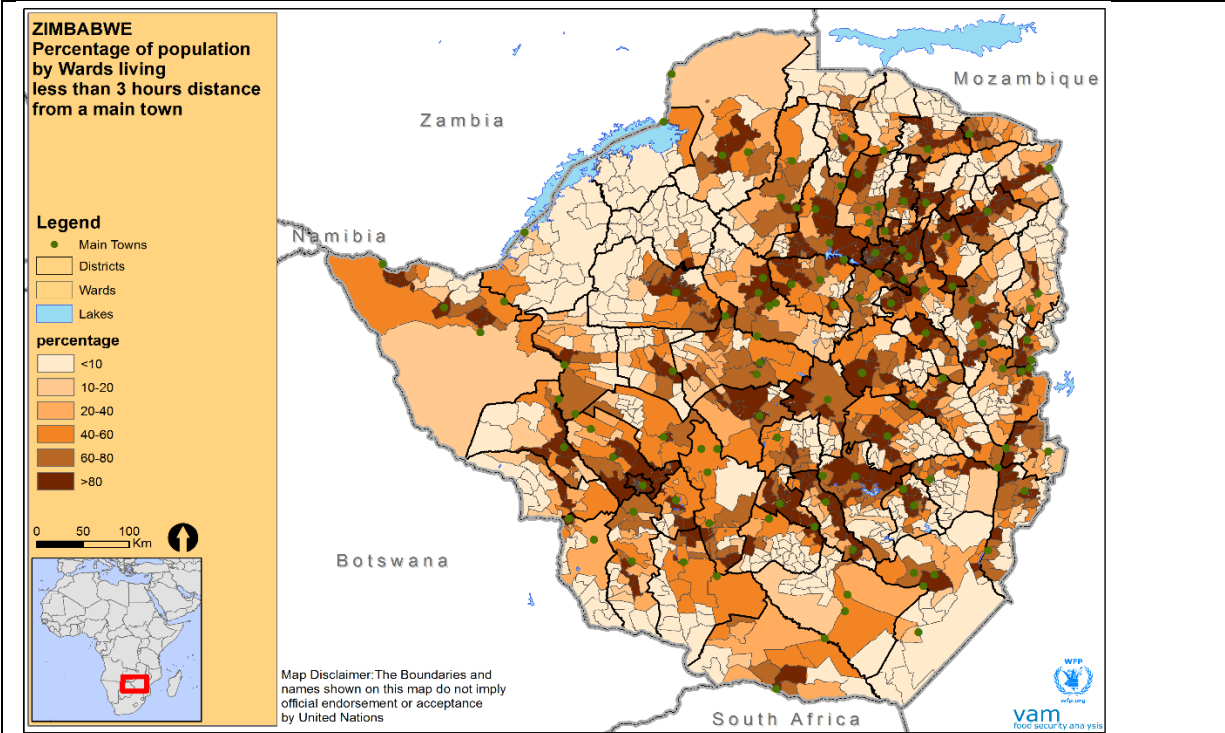 ZIMBABWE
Percentage of population
by Wards living
less than 3 hours distance
from a main town
Legend
Main Towns
Districts
Wards
Lakes
percentage
<10
10-20
20-40
40-60
60-80
>80
0 50 100
Km
Zambia
Mozambique
Namibia
Botswana
South Africa
Map Disclaimer:The Boundaries and
names shown on this map do not imply
official endorsement or acceptance
by United Nations
WFP
wfp.org
vam
food security analysis